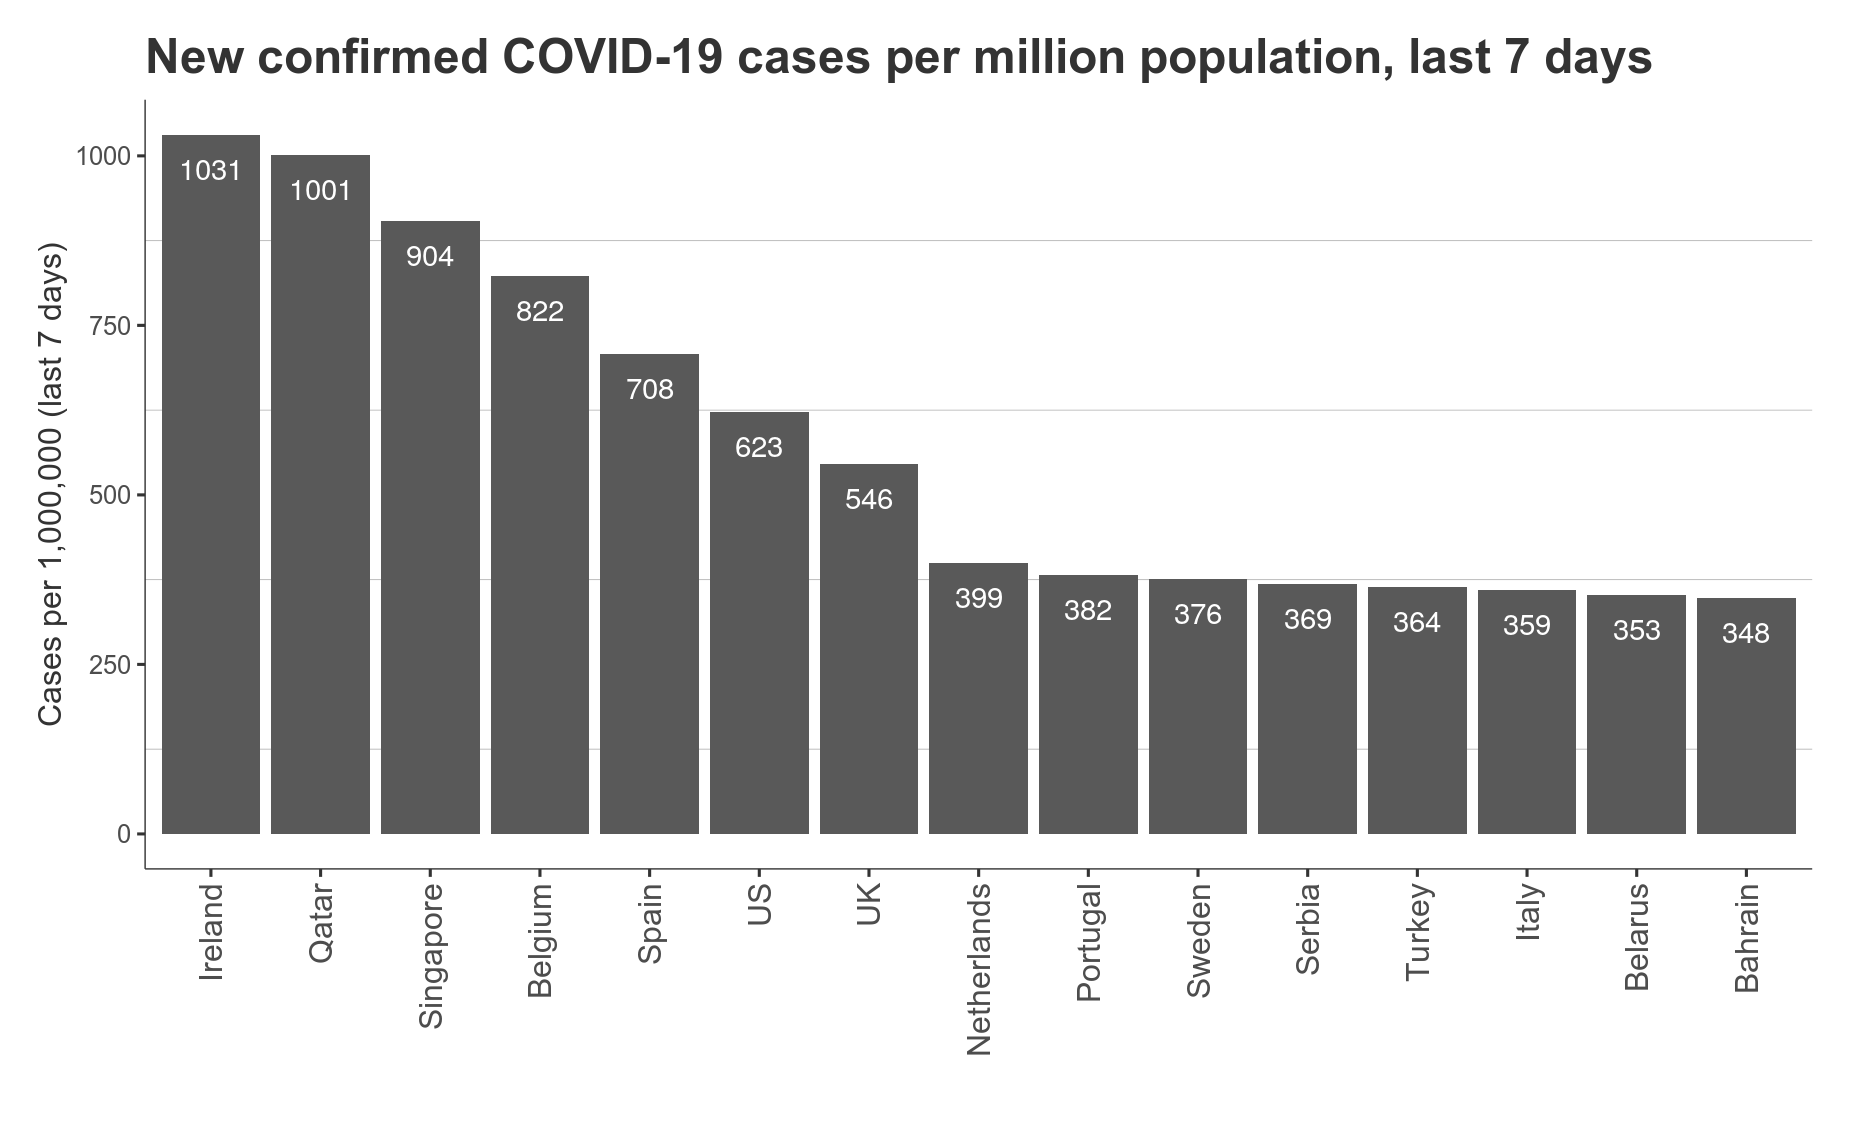 New confirmed COVID-19 cases per million population, last 7 days
Cases per 1,000,000 (last 7 days)
1000
750
500
250
0
1031
1001
904
822
708
623
546
399
382
376
369
364
359
353
348
Ireland
Qatar
Singapore
Belgium
Spain
US
UK
Netherlands
Portugal
Sweden
Serbia
Turkey
Italy
Belarus
Bahrain